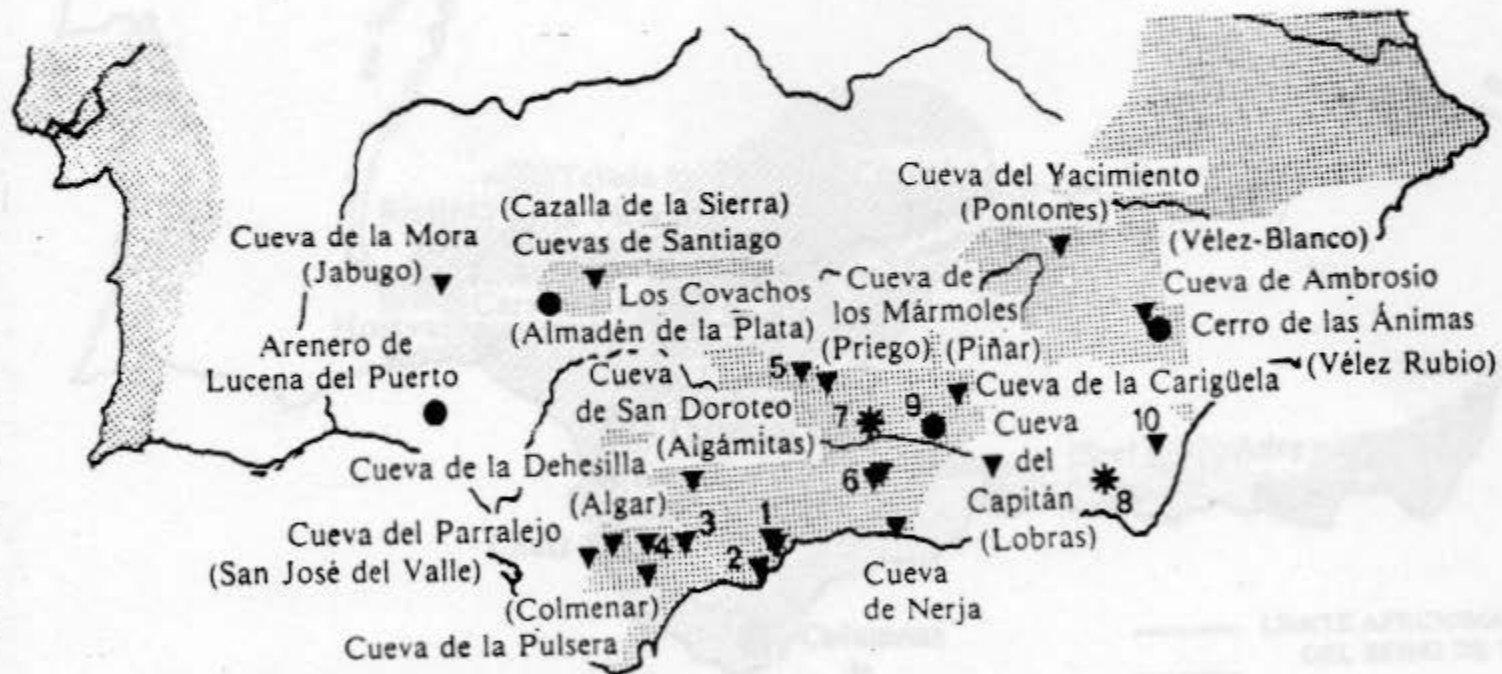 Cueva del Yacimiento
(Pontones)
(Cazalla de la Sierra)
Cuevas de Santiago
Cueva de la Mora
(Jabugo)
(Vélez-Blanco)
Cueva de Ambrosio
Cerro de las Ánimas
(Vélez Rubio)
Cueva de
los Mármoles
(Priego)
(Piñar)
Cueva de la Carigüela
Los Covachos
(Almadén de la Plata)
Arenero de
Lucena del Puerto
Cueva
de San Doroteo
(Algámitas)
5
7
9
10
Cueva
del
Capitán
(Lobras)
8
6
Cueva de la Dehesilla
(Algar)
3
1
4
2
Cueva del Parralejo
(San José del Valle)
Cueva
de Nerja
(Colmenar)
Cueva de la Pulsera